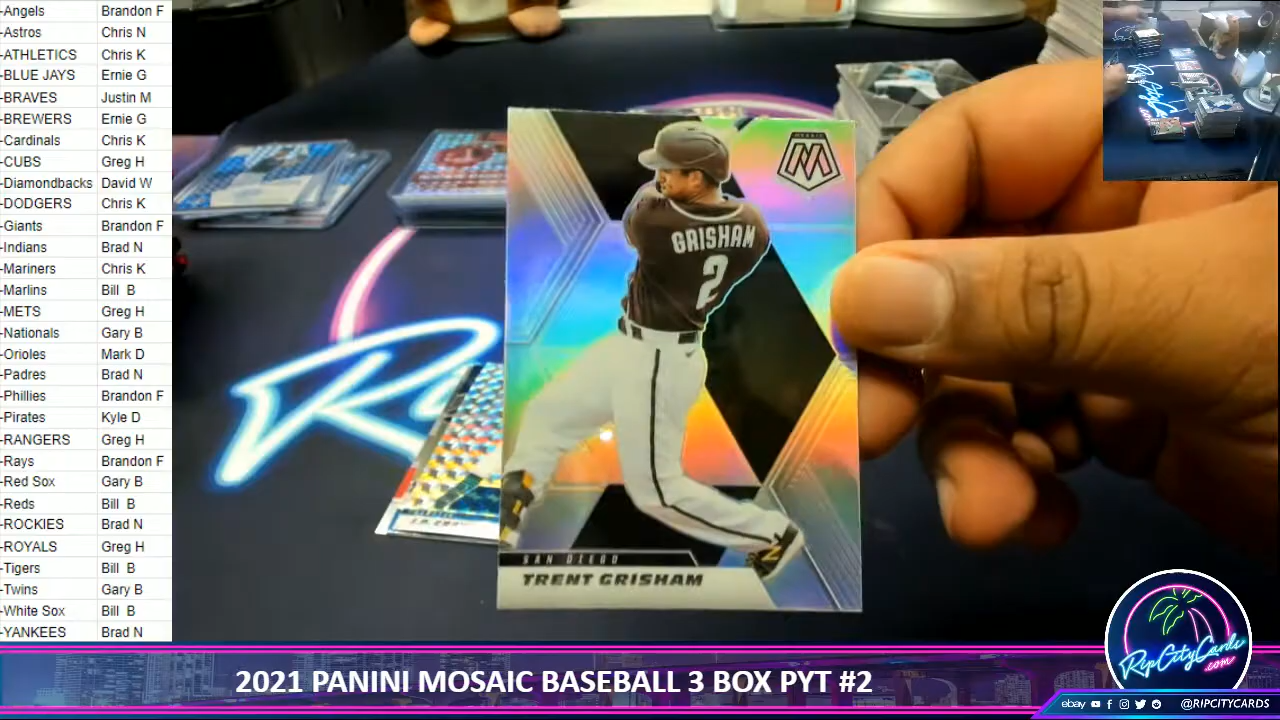 -Angels Brandon F
-Astros Chris N
-ATHLETICS Chris K
-BLUE JAYS Ernie G
-BRAVES Justin M
-BREWERS Ernie G
-Cardinals Chris K
-CUBS Greg H
-Diamondbacks David W
-DODGERS Chris K
-Giants Brandon F
-Indians Brad N
-Mariners Chris K
-Marlins Bill B
-METS Greg H
-Nationals Gary B
-Orioles Mark D
-Padres Brad N
-Phillies Brandon F
-Pirates Kyle D
-RANGERS Greg H
-Rays Brandon F
-Red Sox Gary B
-Reds Bill B
-ROCKIES Brad N
-ROYALS Greg H
-Tigers Bill B
-Twins Gary B
-White Sox Bill B
-YANKEES Brad N
MOSAIC
GRISHAM
2
SAN DIEGO
TRENT GRISHAM
2021 PANINI MOSAIC BASEBALL 3 BOX PYT #2
RipCityCards
.com
ebay @RIPCITYCARDS